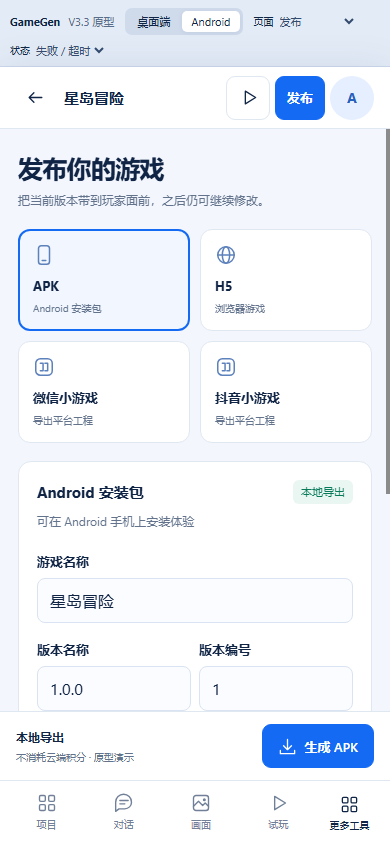 GameGen V3.3 原型 桌面端 Android 页面 发布
状态 失败 / 超时
星岛冒险 发布 A
发布你的游戏
把当前版本带到玩家面前，之后仍可继续修改。
APK
Android 安装包
H5
浏览器游戏
微信小游戏
导出平台工程
抖音小游戏
导出平台工程
Android 安装包 本地导出
可在 Android 手机上安装体验
游戏名称
星岛冒险
版本名称 版本编号
1.0.0 1
本地导出
不消耗云端积分 · 原型演示
生成 APK
项目 对话 画面 试玩 更多工具